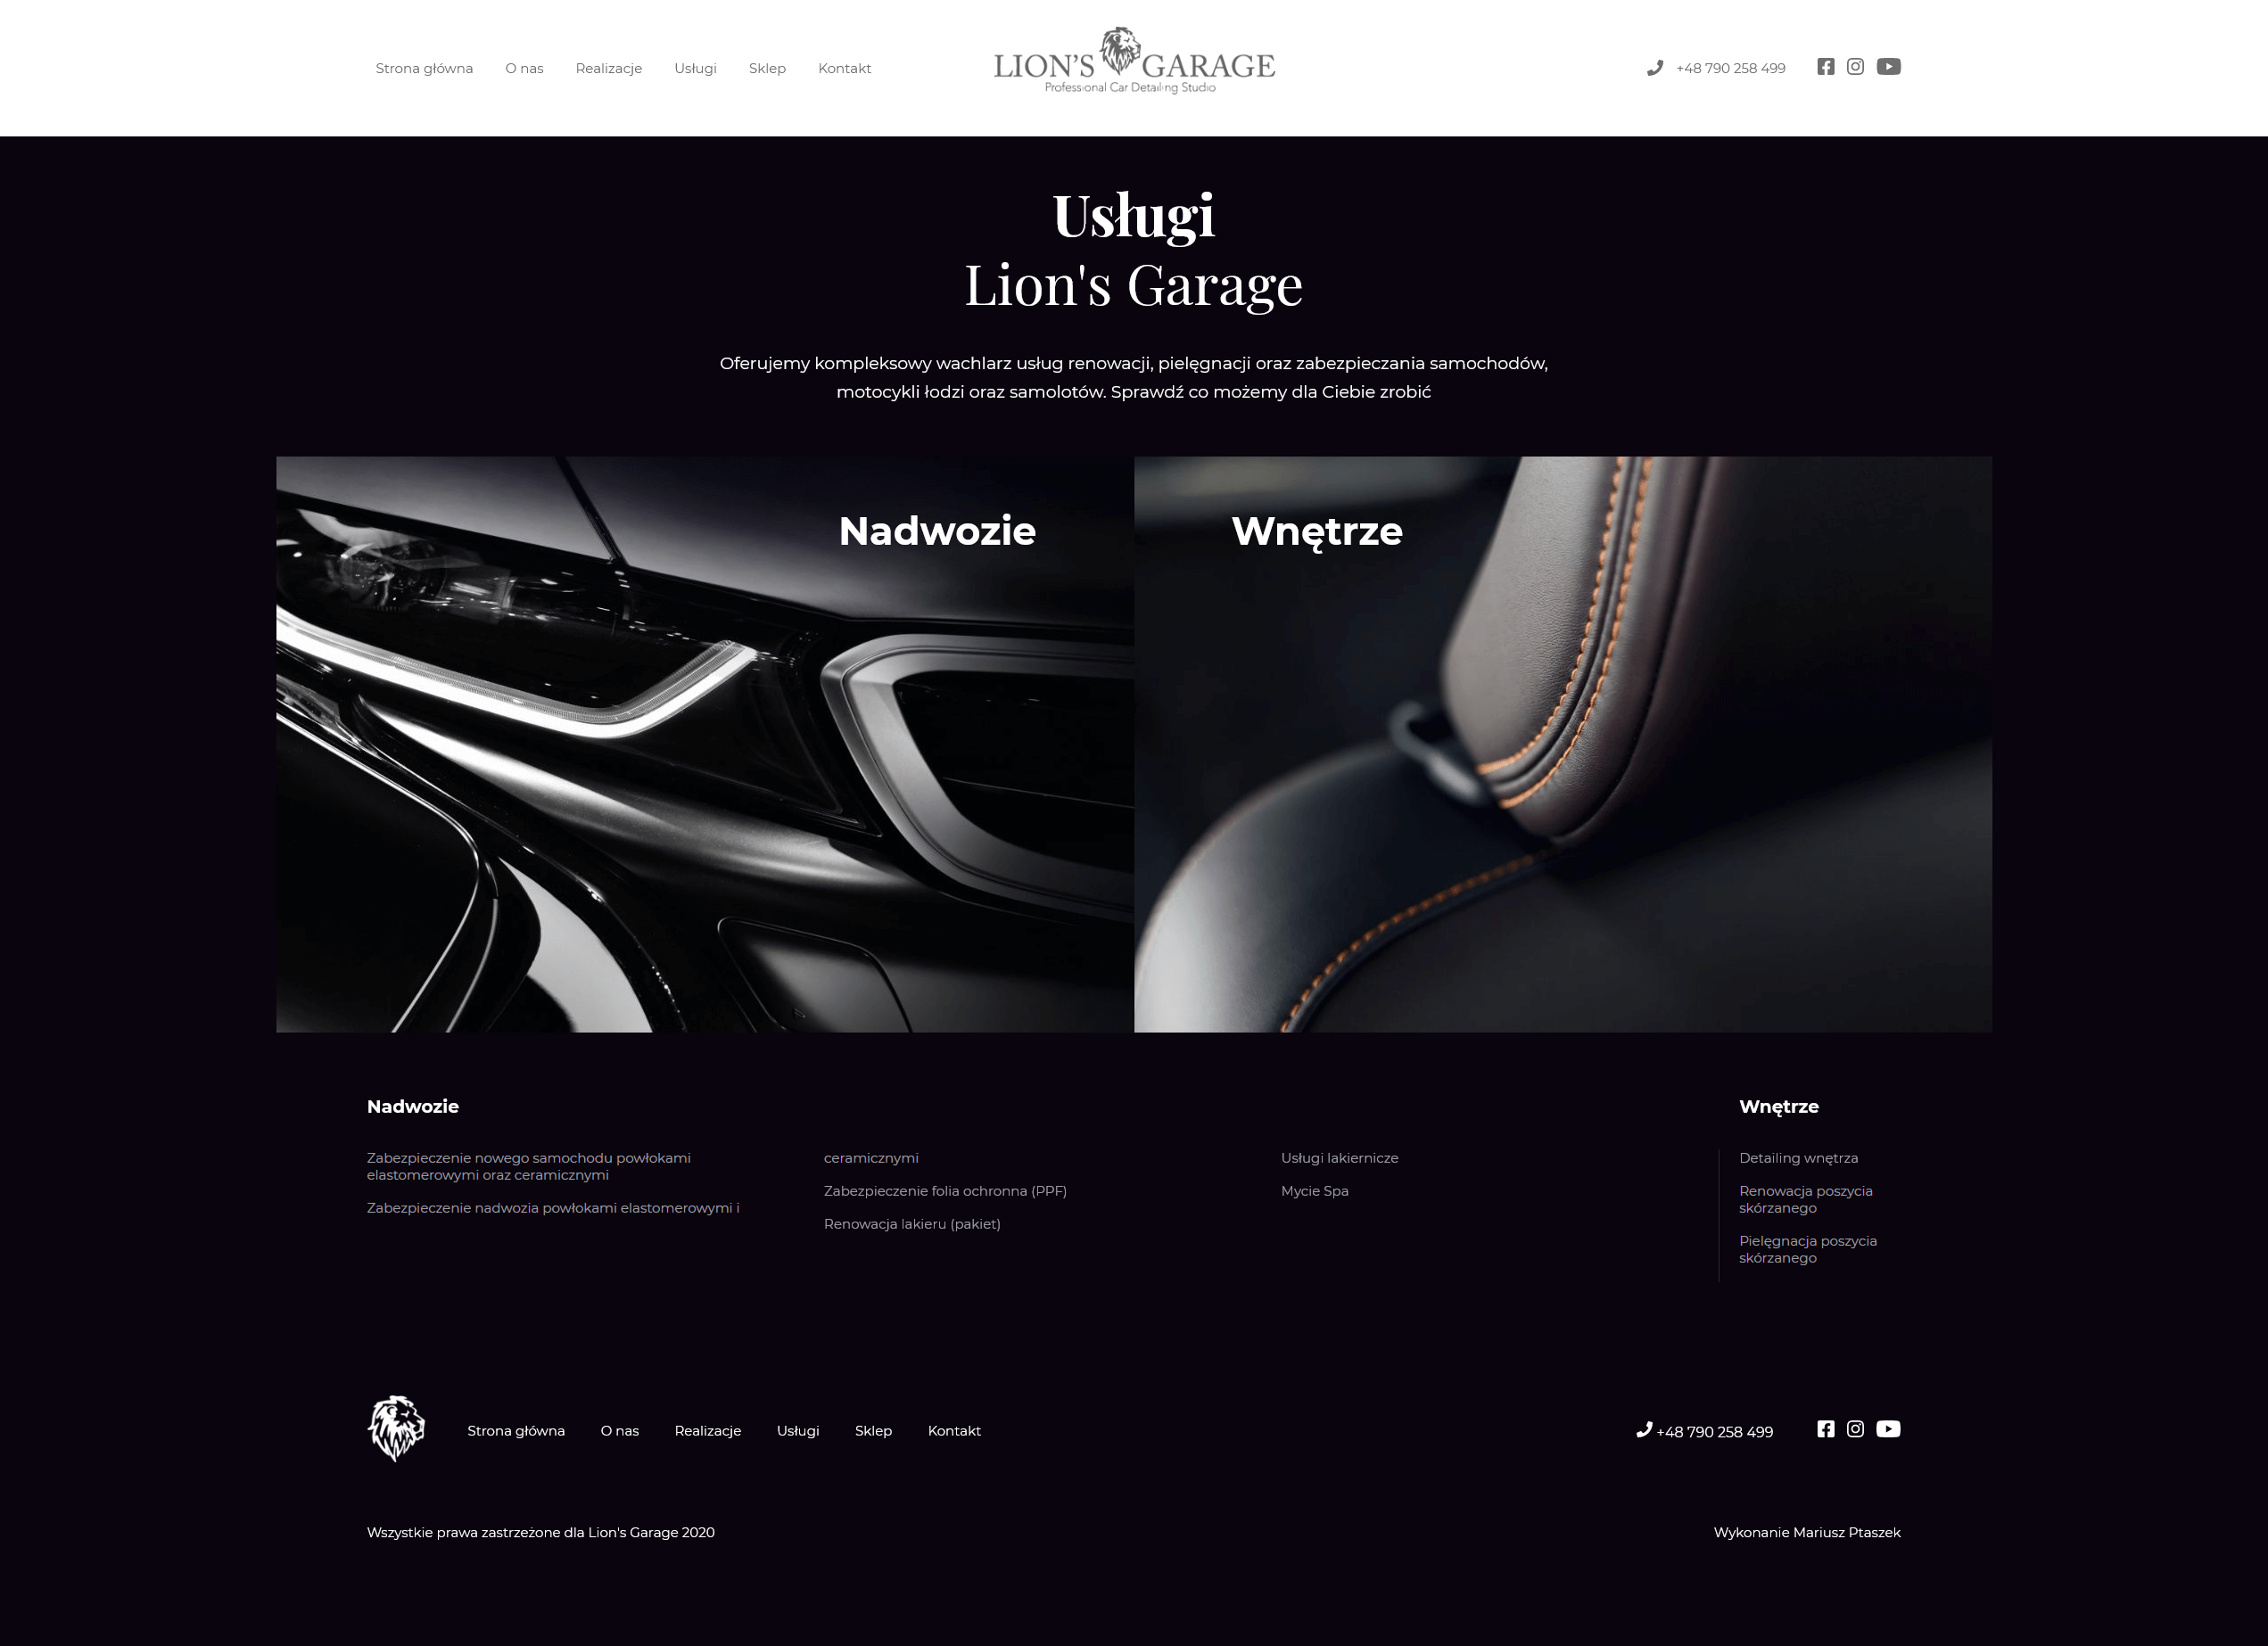 Strona główna O nas Realizacje Usługi Sklep Kontakt
LION'S GARAGE
Professional Car Detailing Studio
+48 790 258 499
Usługi
Lion's Garage
Oferujemy kompleksowy wachlarz usług renowacji, pielęgnacji oraz zabezpieczania samochodów,
motocykli łodzi oraz samolotów. Sprawdź co możemy dla Ciebie zrobić
Nadwozie
Wnętrze
Nadwozie
Zabezpieczenie nowego samochodu powłokami
elastomerowymi oraz ceramicznymi
Zabezpieczenie nadwozia powłokami elastomerowymi i
ceramicznymi
Zabezpieczenie folia ochronna (PPF)
Renowacja lakieru (pakiet)
Usługi lakiernicze
Mycie Spa
Wnętrze
Detailing wnętrza
Renowacja poszycia
skórzanego
Pielęgnacja poszycia
skórzanego
Strona główna O nas Realizacje Usługi Sklep Kontakt
+48 790 258 499
Wszystkie prawa zastrzeżone dla Lion's Garage 2020
Wykonanie Mariusz Ptaszek